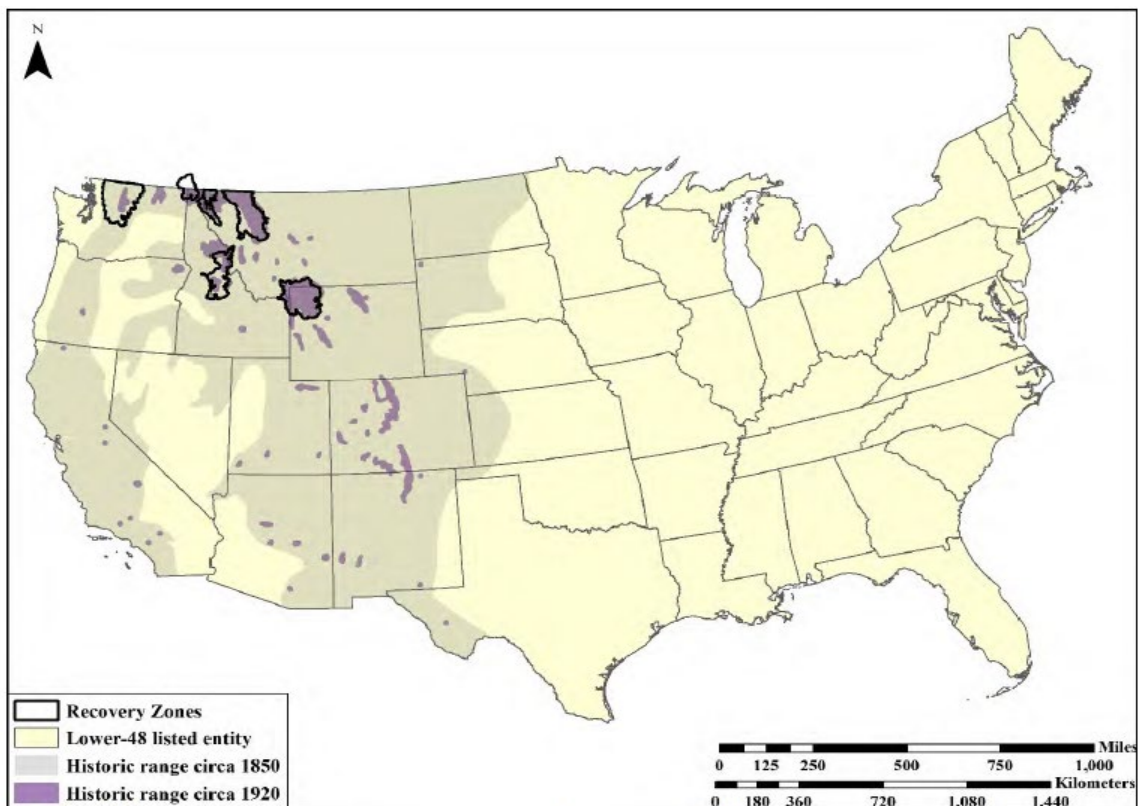 N
Recovery Zones
Lower-48 listed entity
Historic range circa 1850
Historic range circa 1920
Miles
0 125 250 500 750 1,000
Kilometers
0 180 360 720 1,080 1,440